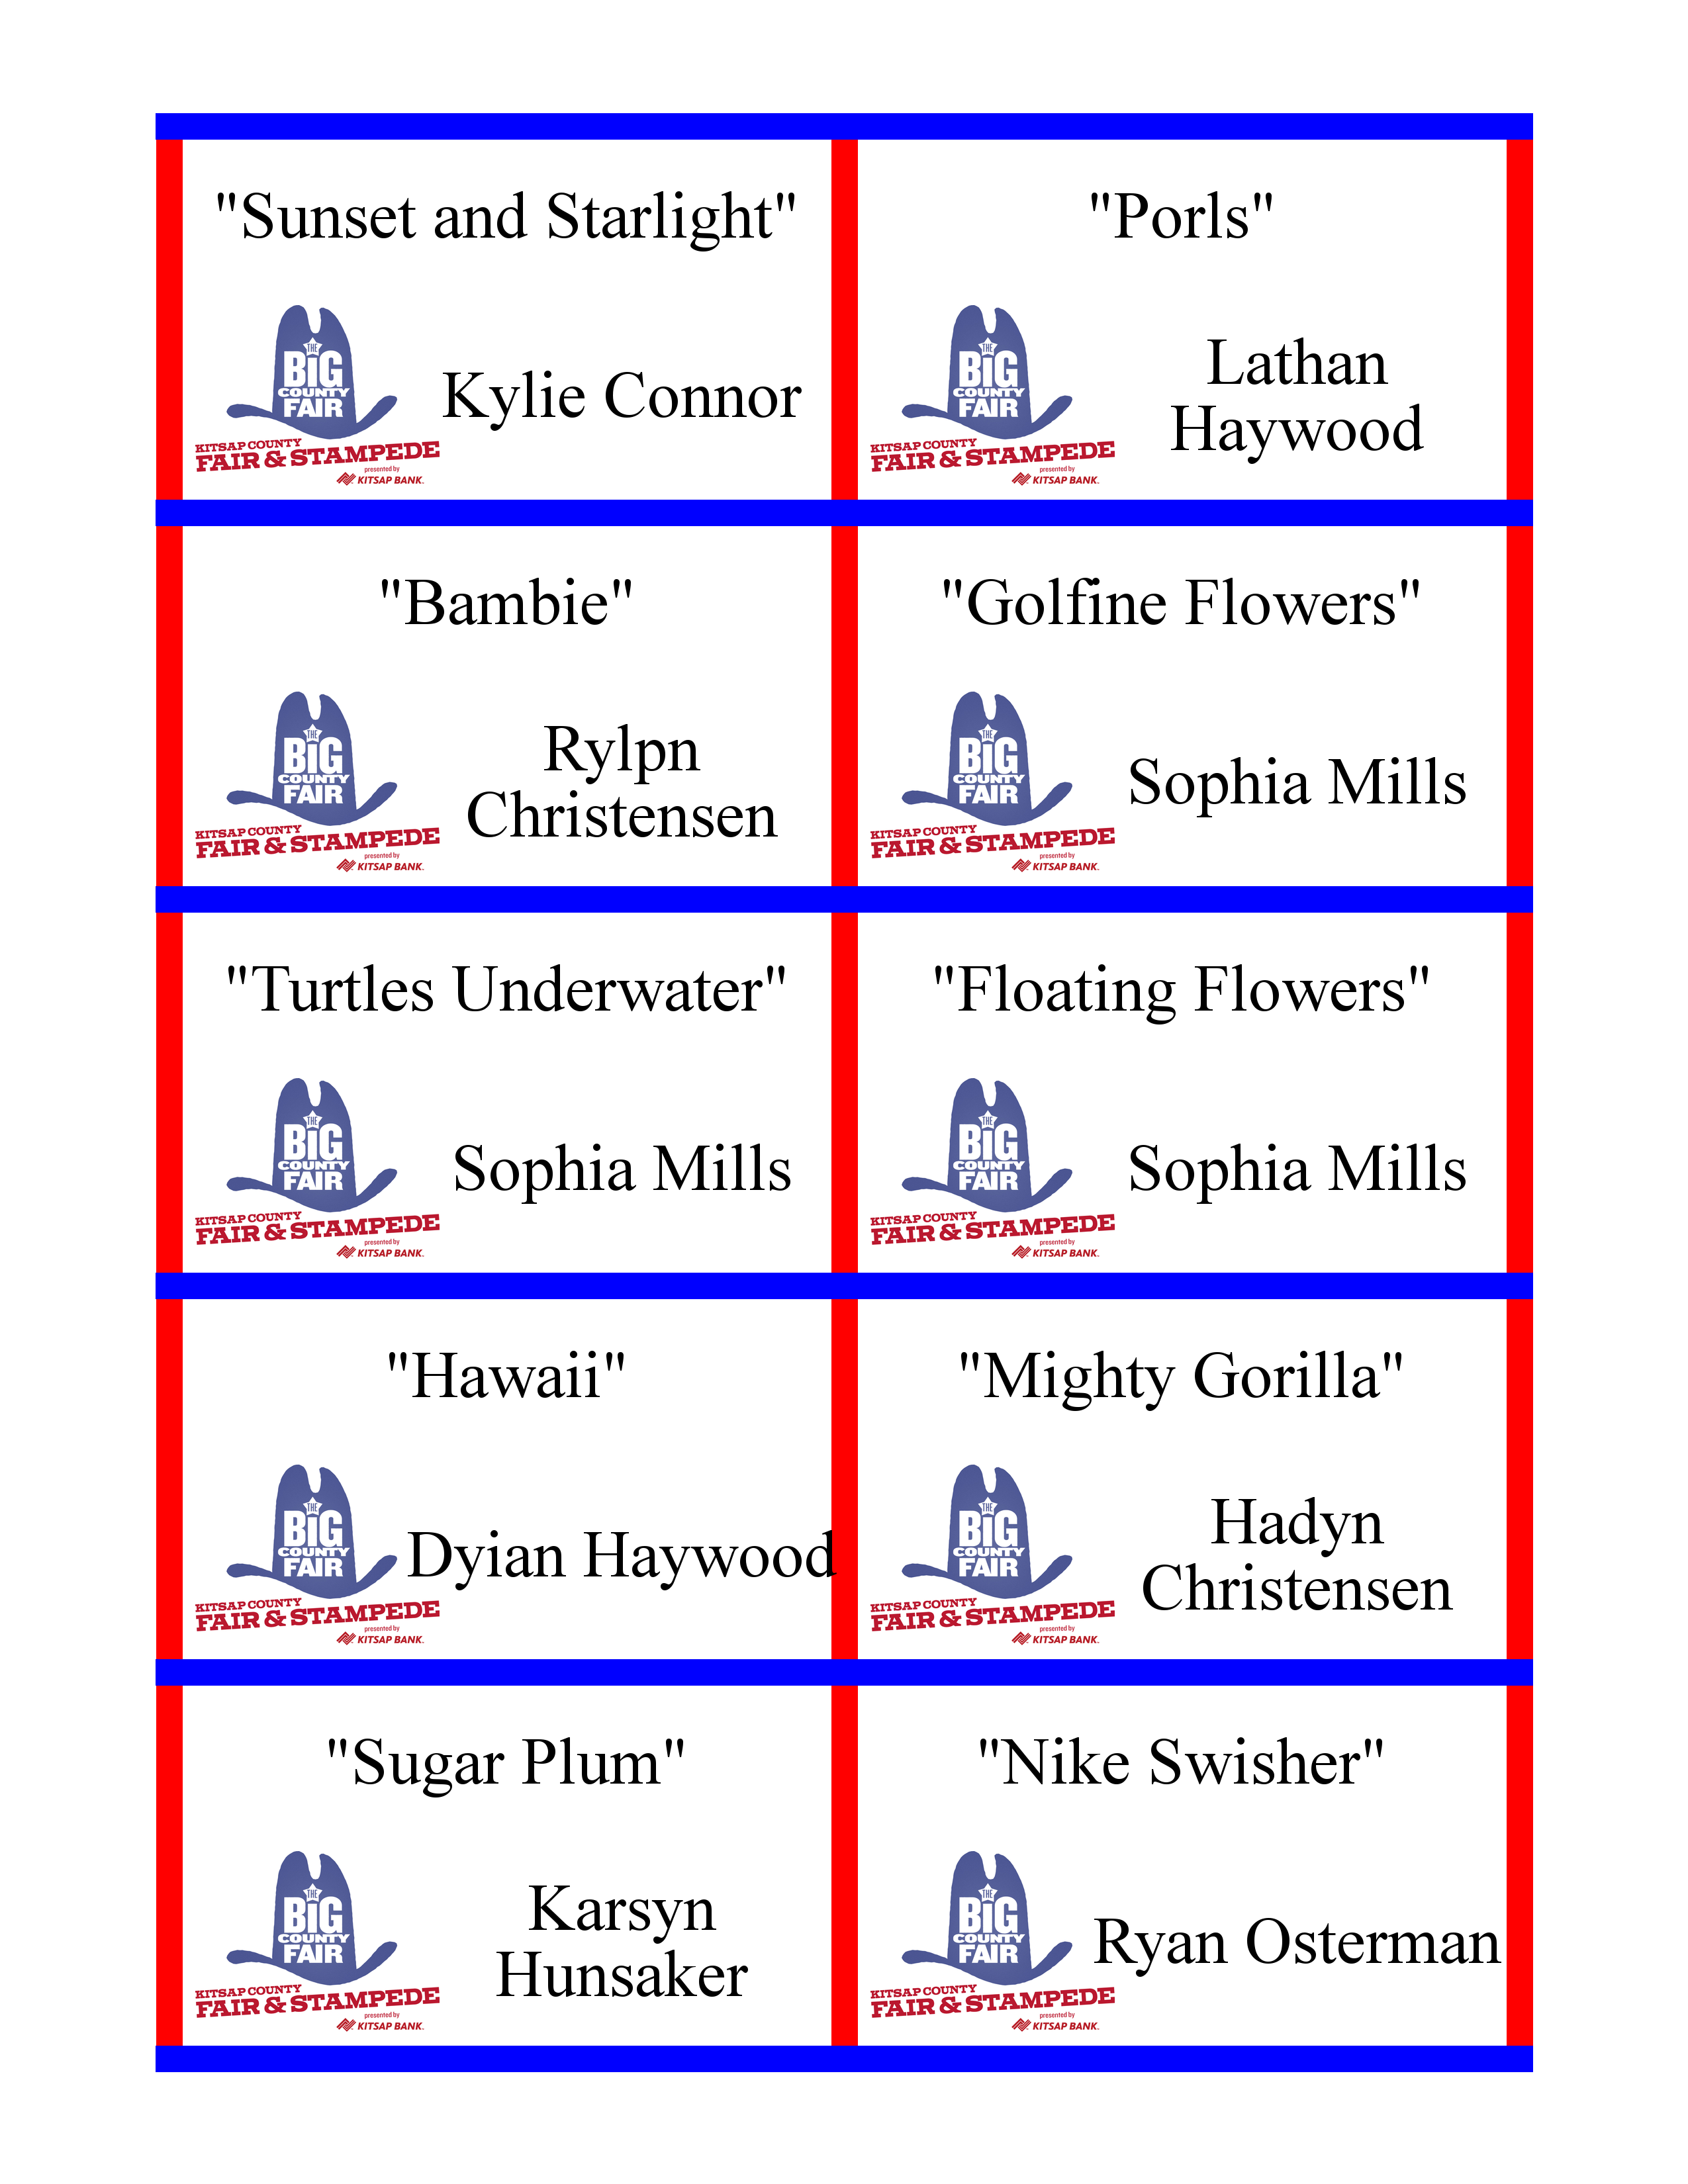 "Sunset and Starlight"
THE
BIG
COUNTY
FAIR
KITSAP COUNTY
FAIR & STAMPEDE
presented by
KITSAP BANK.
Kylie Connor
"Porls"
THE
BIG
COUNTY
FAIR
KITSAP COUNTY
FAIR & STAMPEDE
presented by
KITSAP BANK.
Lathan
Haywood
"Bambie"
THE
BIG
COUNTY
FAIR
KITSAP COUNTY
FAIR & STAMPEDE
presented by
KITSAP BANK.
Rylpn
Christensen
"Golfine Flowers"
THE
BIG
COUNTY
FAIR
KITSAP COUNTY
FAIR & STAMPEDE
presented by
KITSAP BANK.
Sophia Mills
"Turtles Underwater"
THE
BIG
COUNTY
FAIR
KITSAP COUNTY
FAIR & STAMPEDE
presented by
KITSAP BANK.
Sophia Mills
"Floating Flowers"
THE
BIG
COUNTY
FAIR
KITSAP COUNTY
FAIR & STAMPEDE
presented by
KITSAP BANK.
Sophia Mills
"Hawaii"
THE
BIG
COUNTY
FAIR
KITSAP COUNTY
FAIR & STAMPEDE
presented by
KITSAP BANK.
Dyian Haywood
"Mighty Gorilla"
THE
BIG
COUNTY
FAIR
KITSAP COUNTY
FAIR & STAMPEDE
presented by
KITSAP BANK.
Hadyn
Christensen
"Sugar Plum"
THE
BIG
COUNTY
FAIR
KITSAP COUNTY
FAIR & STAMPEDE
presented by
KITSAP BANK.
Karsyn
Hunsaker
"Nike Swisher"
THE
BIG
COUNTY
FAIR
KITSAP COUNTY
FAIR & STAMPEDE
presented by
KITSAP BANK.
Ryan Osterman